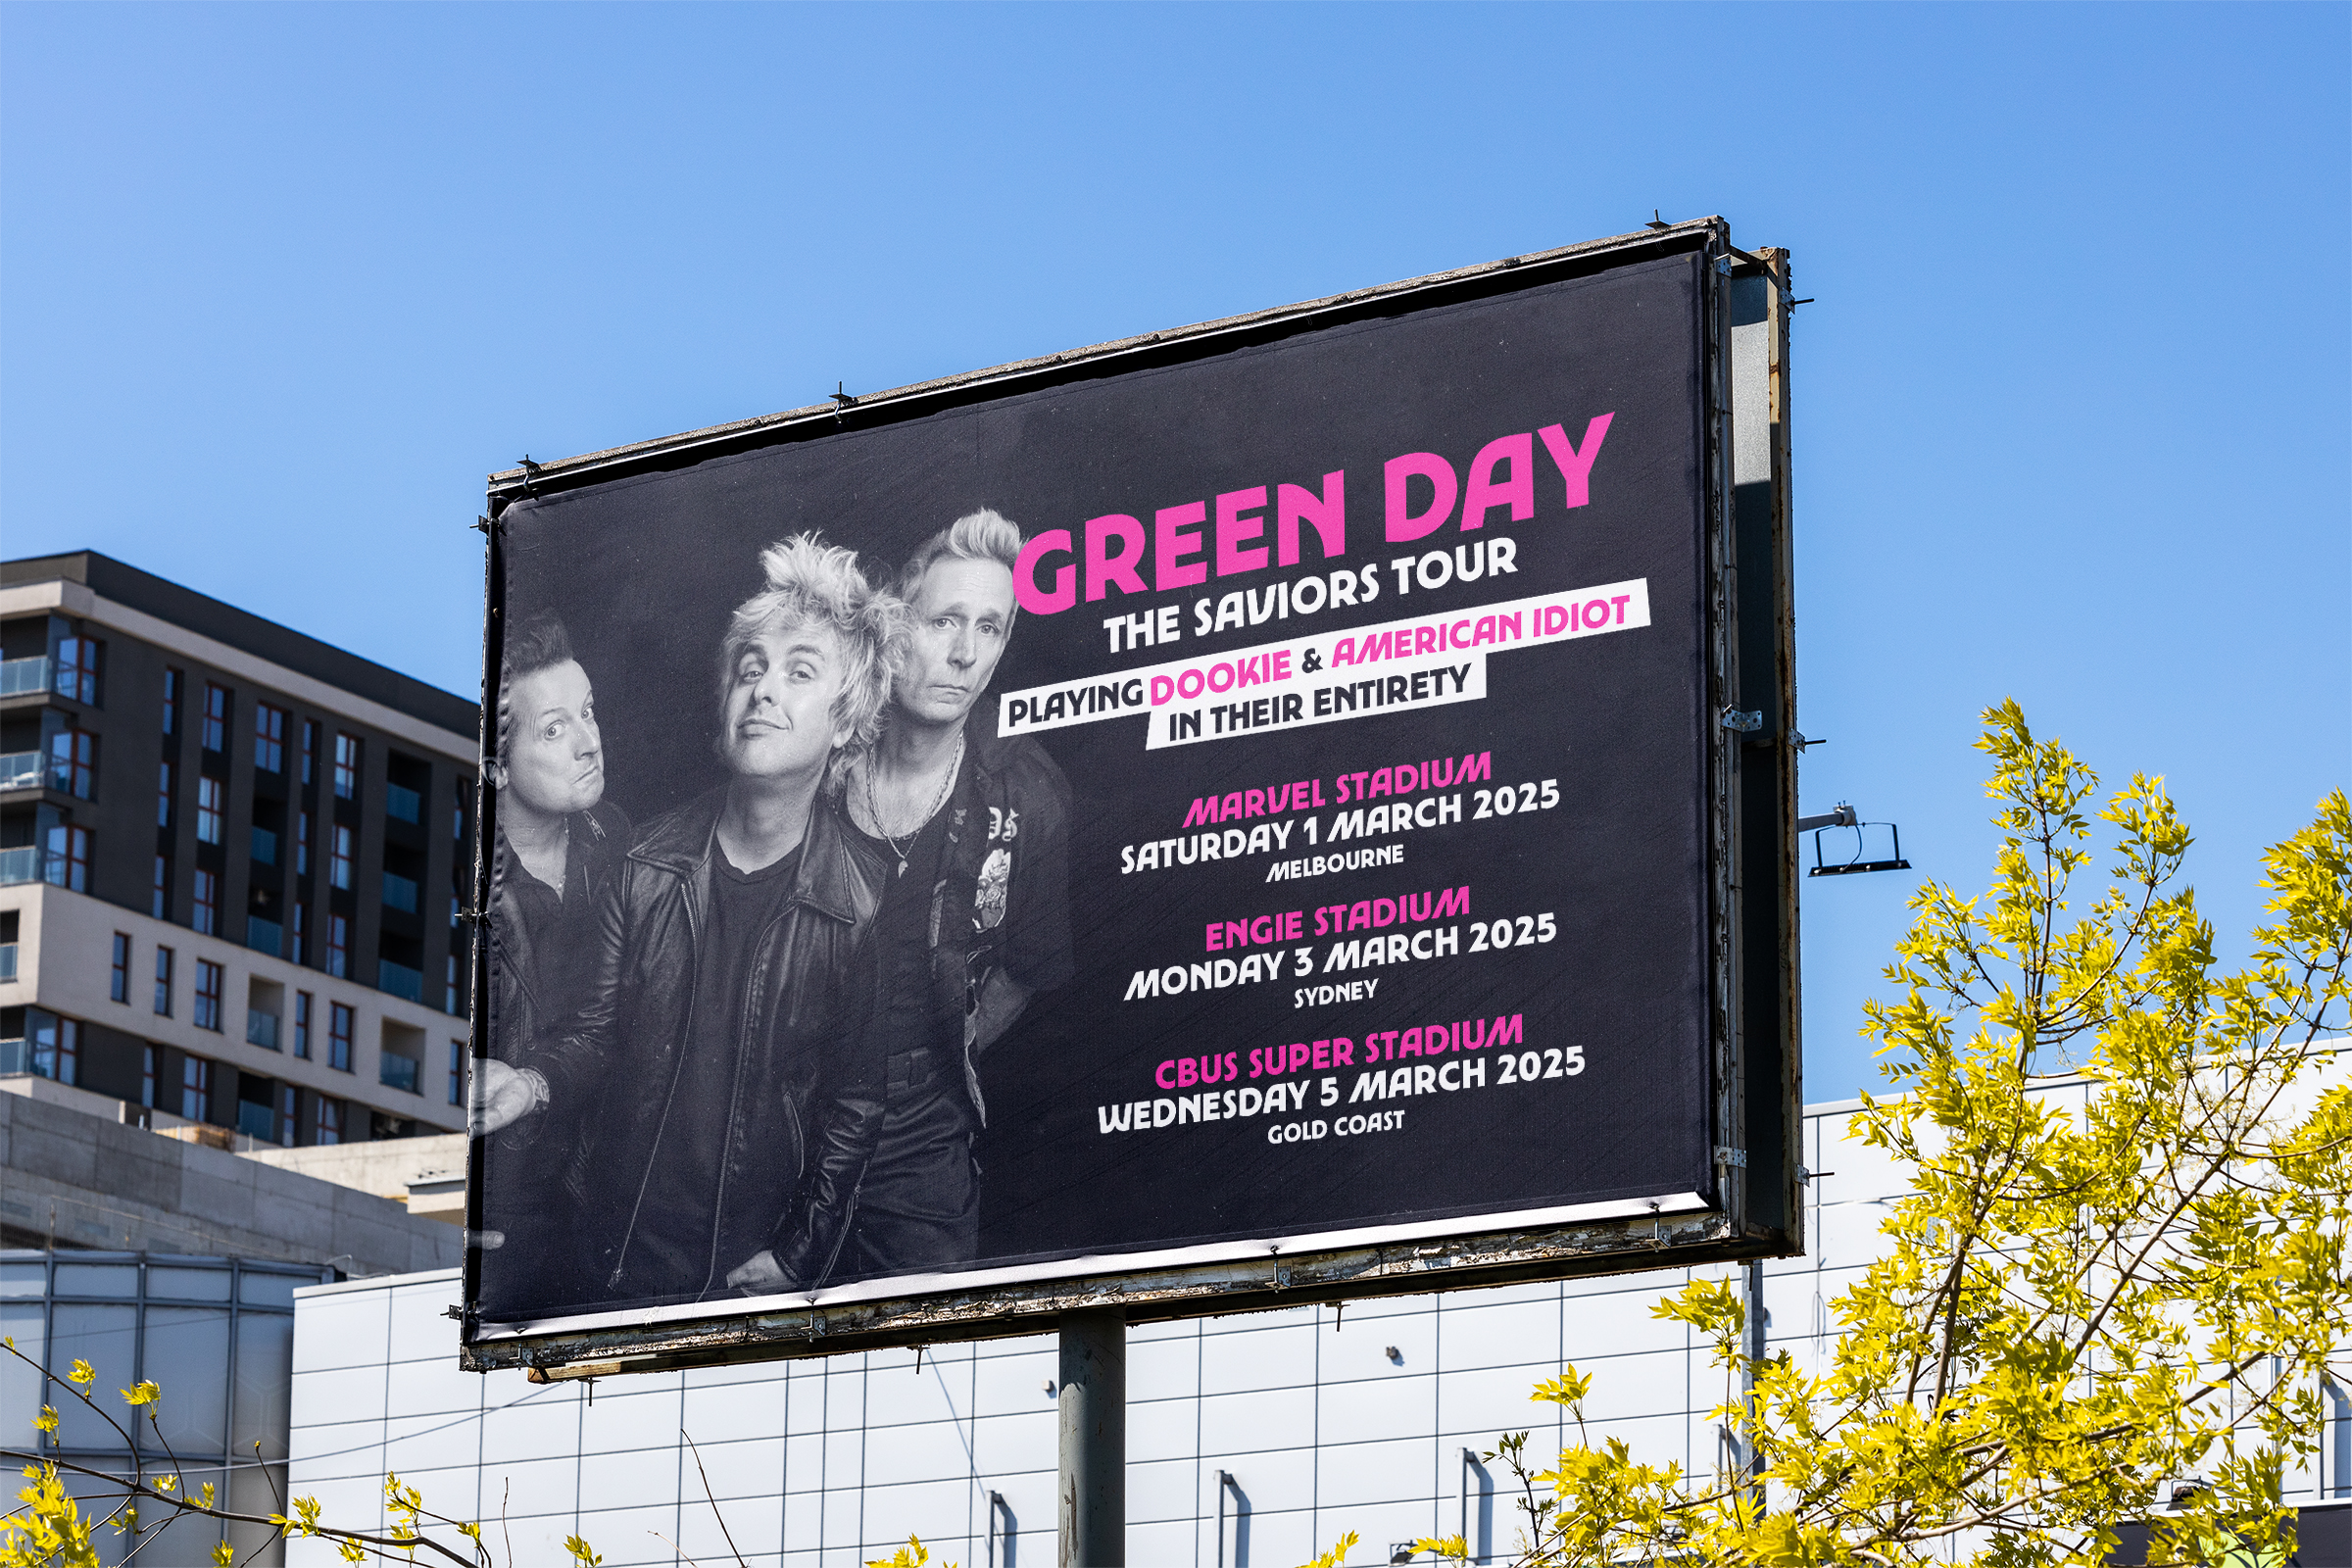 GREEN DAY
THE SAVIORS TOUR
PLAYING DOOKIE & AMERICAN IDIOT
IN THEIR ENTIRETY
MARVEL STADIUM
SATURDAY 1 MARCH 2025
MELBOURNE
ENGIE STADIUM
MONDAY 3 MARCH 2025
SYDNEY
CBUS SUPER STADIUM
WEDNESDAY 5 MARCH 2025
GOLD COAST